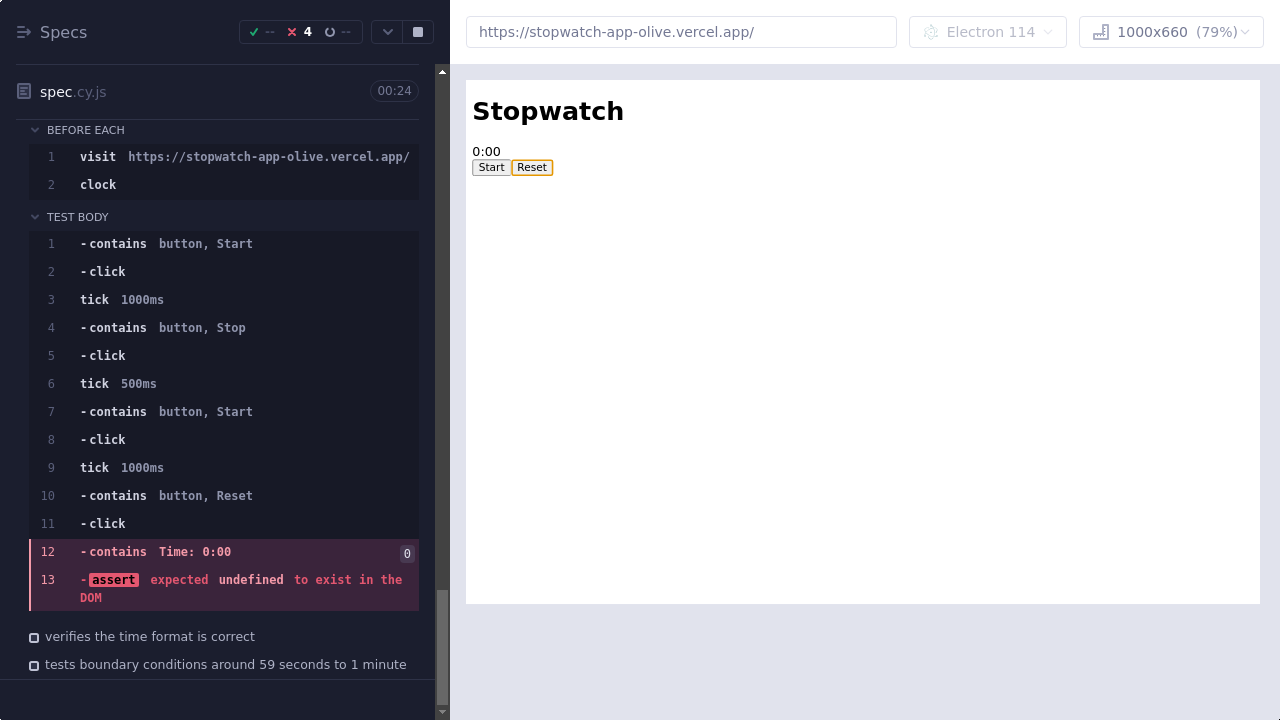 Specs
-- 4 --
https://stopwatch-app-olive.vercel.app/
Electron 114
1000x660 (79%)
spec.cy.js
00:24
BEFORE EACH
1 visit https://stopwatch-app-olive.vercel.app/
2 clock
TEST BODY
1 -contains button, Start
2 -click
3 tick 1000ms
4 -contains button, Stop
5 -click
6 tick 500ms
7 -contains button, Start
8 -click
9 tick 1000ms
10 -contains button, Reset
11 -click
12 -contains Time: 0:00 0
13 -assert expected undefined to exist in the
DOM
verifies the time format is correct
tests boundary conditions around 59 seconds to 1 minute
Stopwatch
0:00
Start Reset